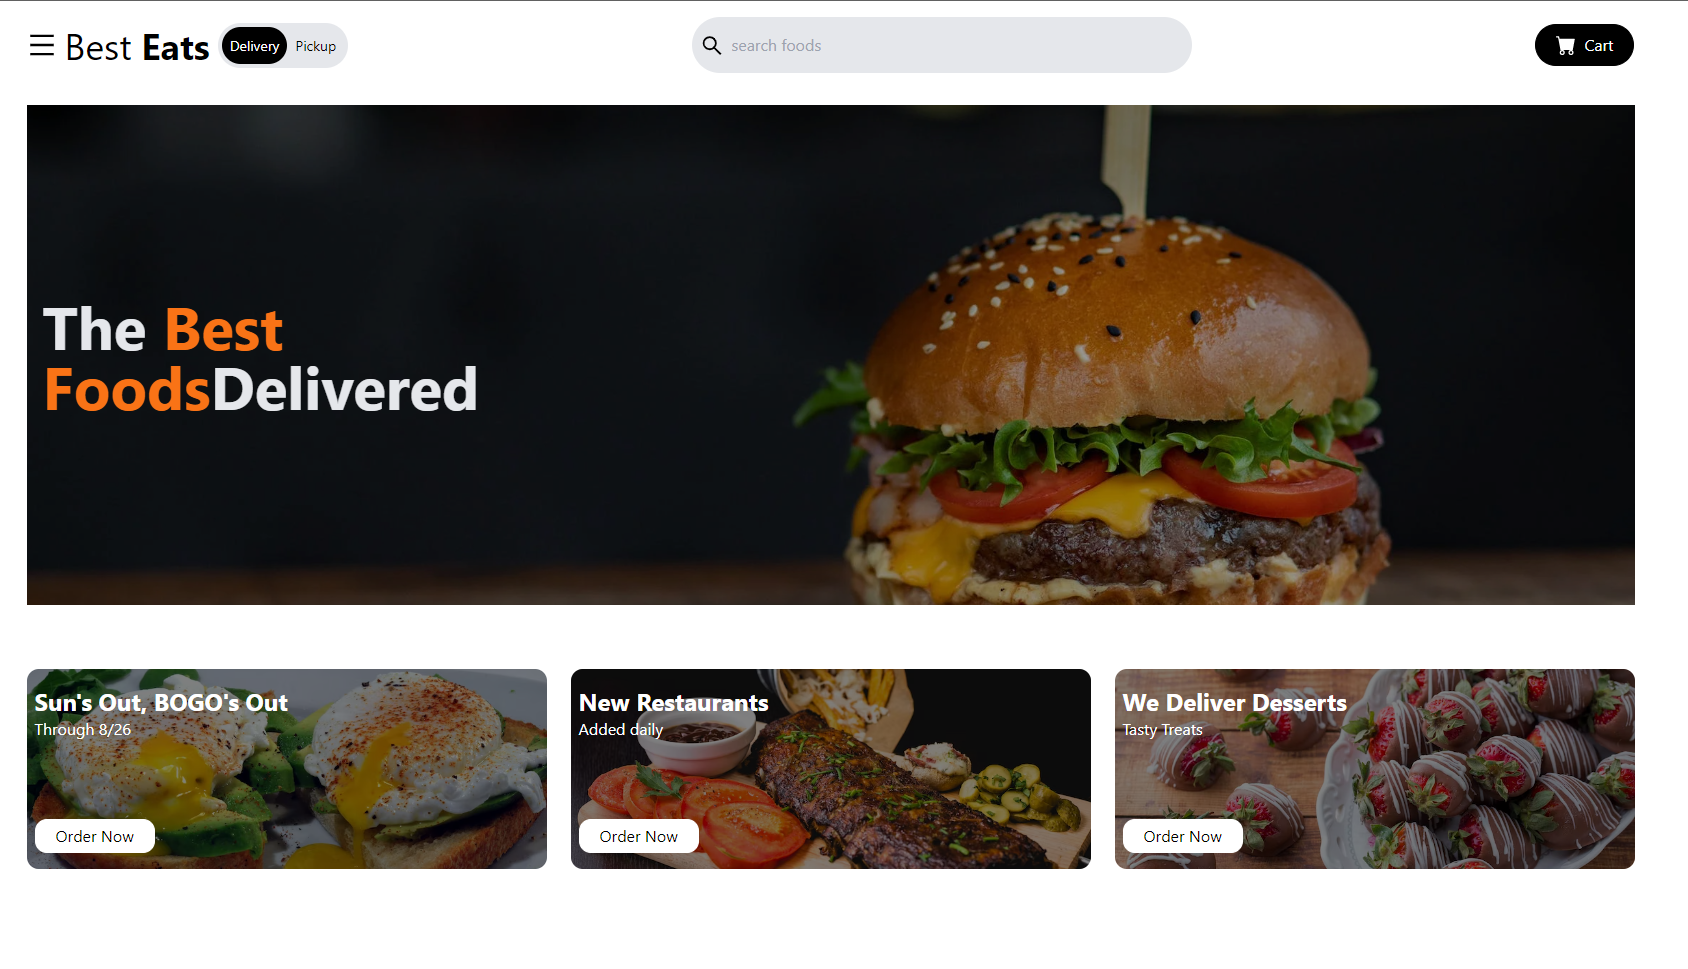 Best Eats
Delivery Pickup
search foods
Cart
The Best
FoodsDelivered
Sun's Out, BOGO's Out
Through 8/26
Order Now
New Restaurants
Added daily
Order Now
We Deliver Desserts
Tasty Treats
Order Now